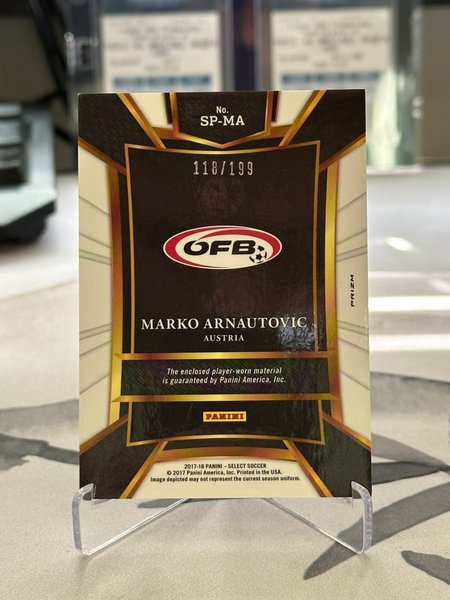 No.
SP-MA
118/199
OFB
PRIZM
MARKO ARNAUTOVIC
AUSTRIA
The enclosed player-worn material
is guaranteed by Panini America, Inc.
PANINI
2017-18 PANINI – SELECT SOCCER
© 2017 Panini America, Inc. Printed in the USA.
Image depicted may not represent the current season uniform.